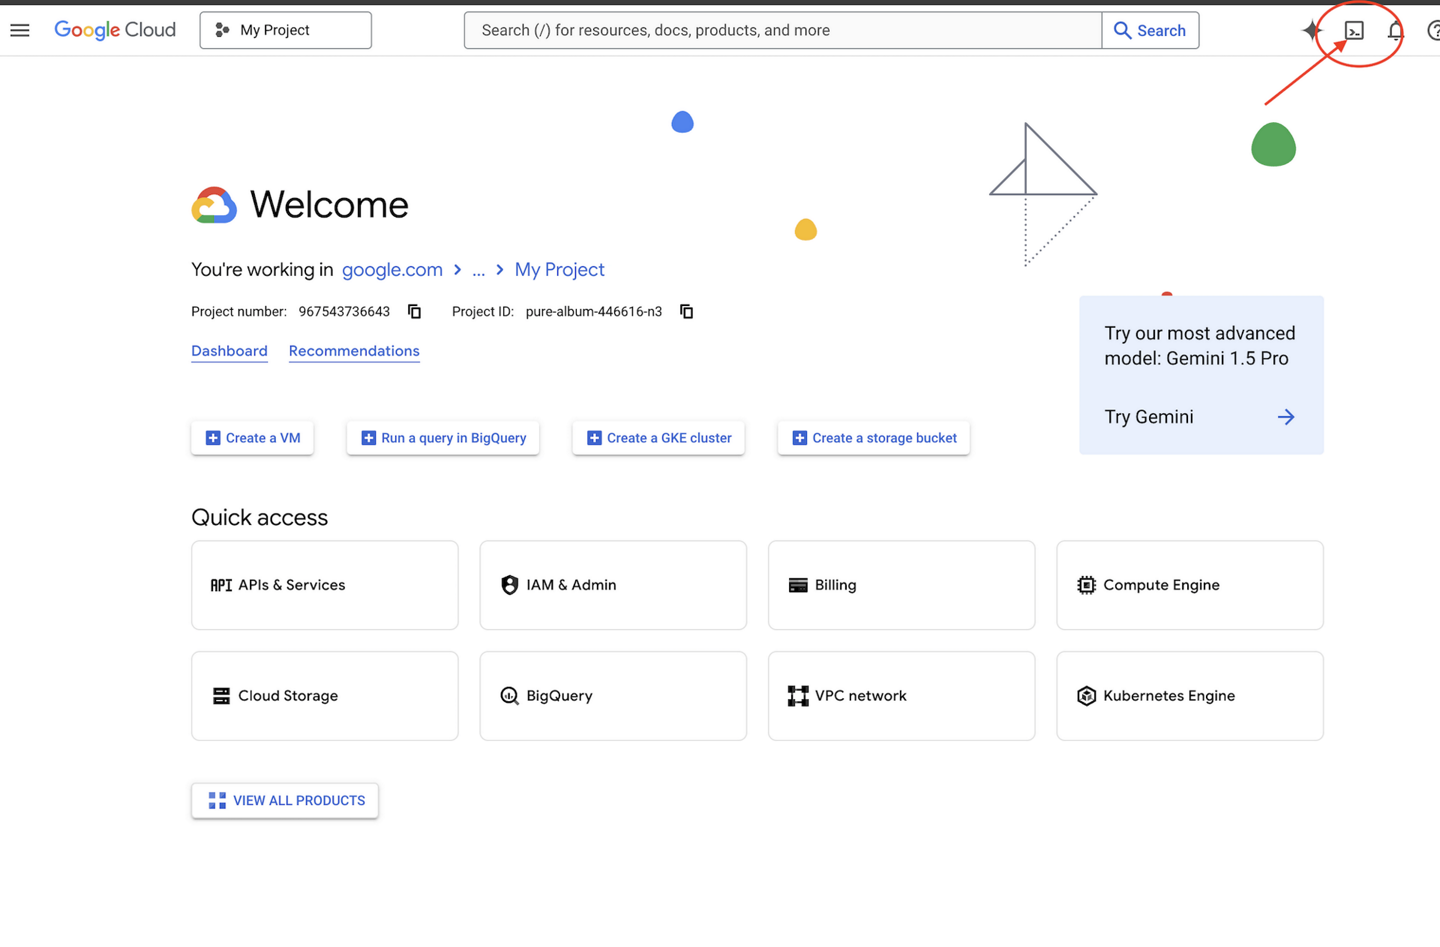 Google Cloud
My Project
Search (/) for resources, docs, products, and more
Search
Welcome
You're working in google.com > ... > My Project
Project number: 967543736643 Project ID: pure-album-446616-n3
Dashboard Recommendations
Try our most advanced
model: Gemini 1.5 Pro
Try Gemini
Create a VM
Run a query in BigQuery
Create a GKE cluster
Create a storage bucket
Quick access
API APIs & Services
IAM & Admin
Billing
Compute Engine
Cloud Storage
BigQuery
VPC network
Kubernetes Engine
VIEW ALL PRODUCTS